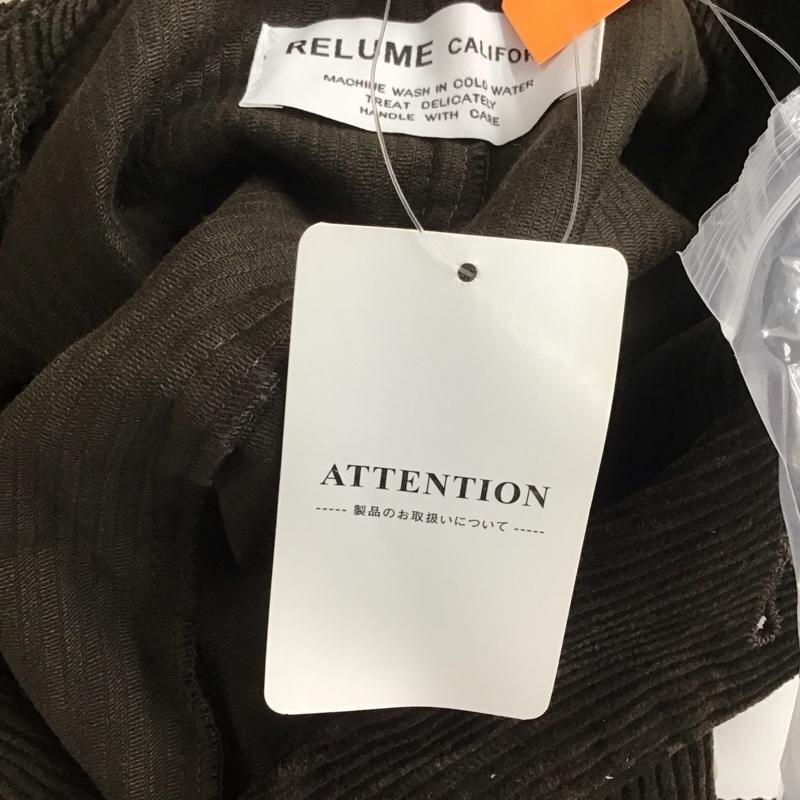 RELUME CALIFOR
MACHINE WASH IN COLD WATER
TREAT DELICATELY
HANDLE WITH CARE
ATTENTION
----- 製品のお取扱いについて -----